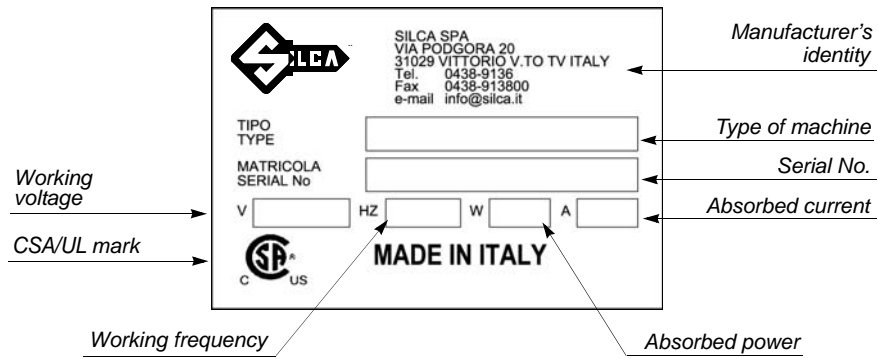 SILCA
SILCA SPA
VIA PODGORA 20
31029 VITTORIO V.TO TV ITALY
Tel. 0438-9136
Fax 0438-913800
e-mail info@silca.it
Manufacturer's
identity
TIPO
TYPE
Type of machine
MATRICOLA
SERIAL No
Serial No.
Working
voltage
V HZ W A
Absorbed current
CSA/UL mark
CSA ®
C US
MADE IN ITALY
Working frequency
Absorbed power